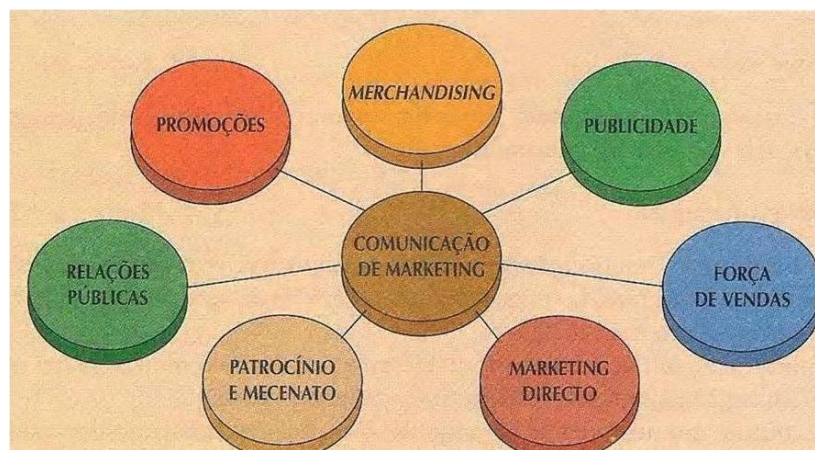 MERCHANDISING
PROMOÇÕES
PUBLICIDADE
COMUNICAÇÃO
DE MARKETING
RELAÇÕES
PÚBLICAS
FORÇA
DE VENDAS
PATROCÍNIO
E MECENATO
MARKETING
DIRECTO